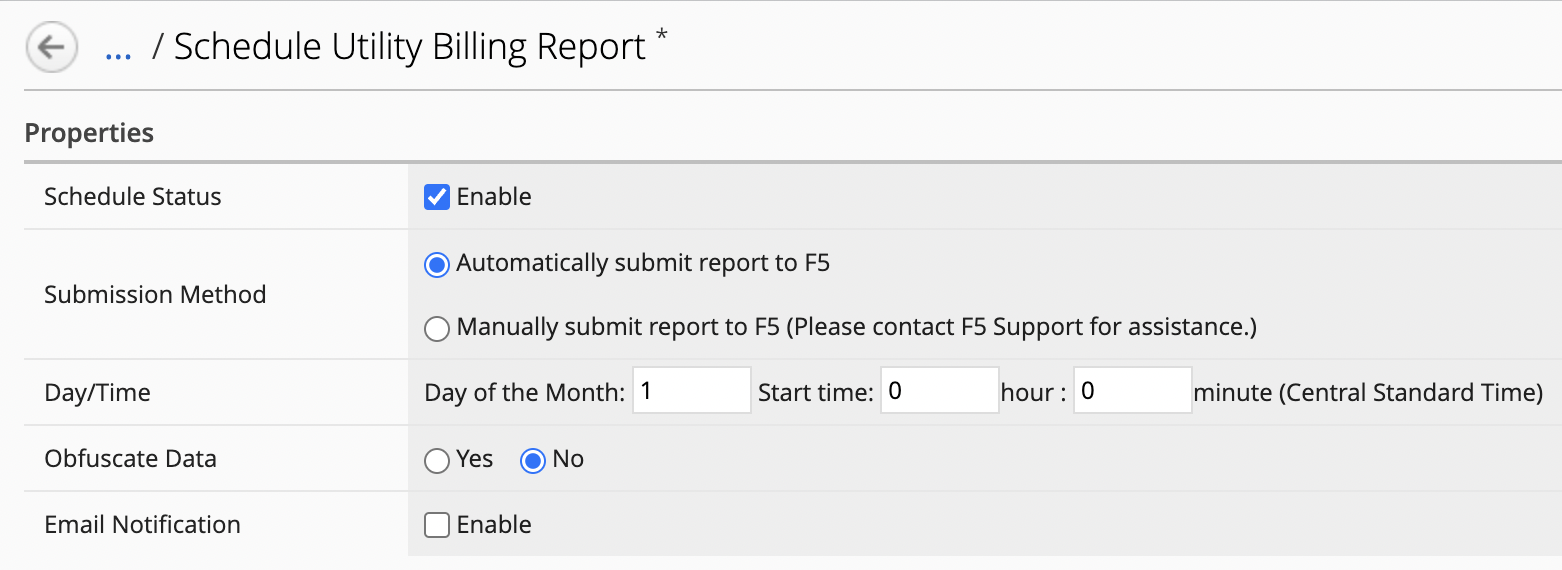 ... / Schedule Utility Billing Report *
Properties
Schedule Status Enable
Submission Method
Automatically submit report to F5
Manually submit report to F5 (Please contact F5 Support for assistance.)
Day/Time Day of the Month: 1 Start time: 0 hour : 0 minute (Central Standard Time)
Obfuscate Data Yes No
Email Notification Enable